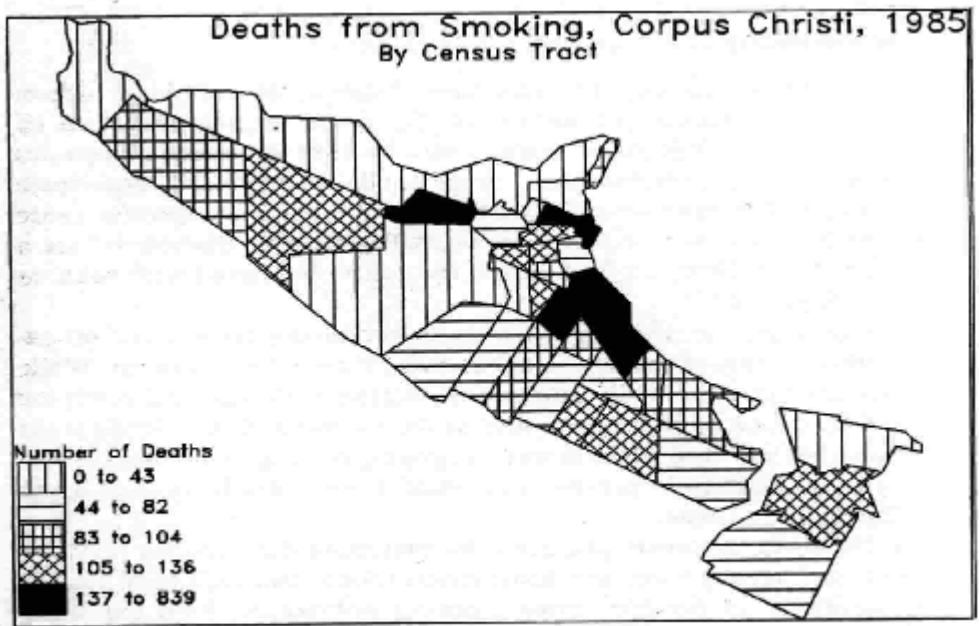 Deaths from Smoking, Corpus Christi, 1985
By Census Tract
Number of Deaths
0 to 43
44 to 82
83 to 104
105 to 136
137 to 839